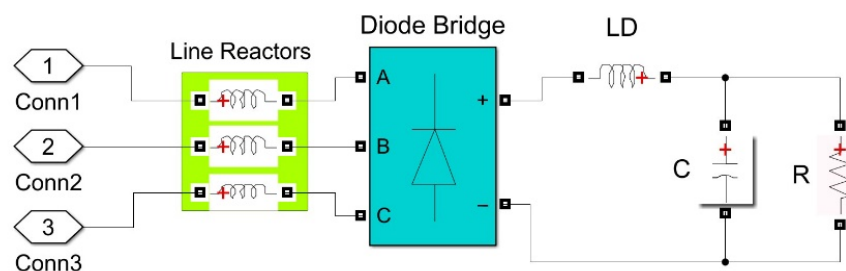 Diode Bridge
LD
Line Reactors
1
Conn1
A
+
+
+
2
Conn2
+
B
+
+
C
R
3
Conn3
+
C
−